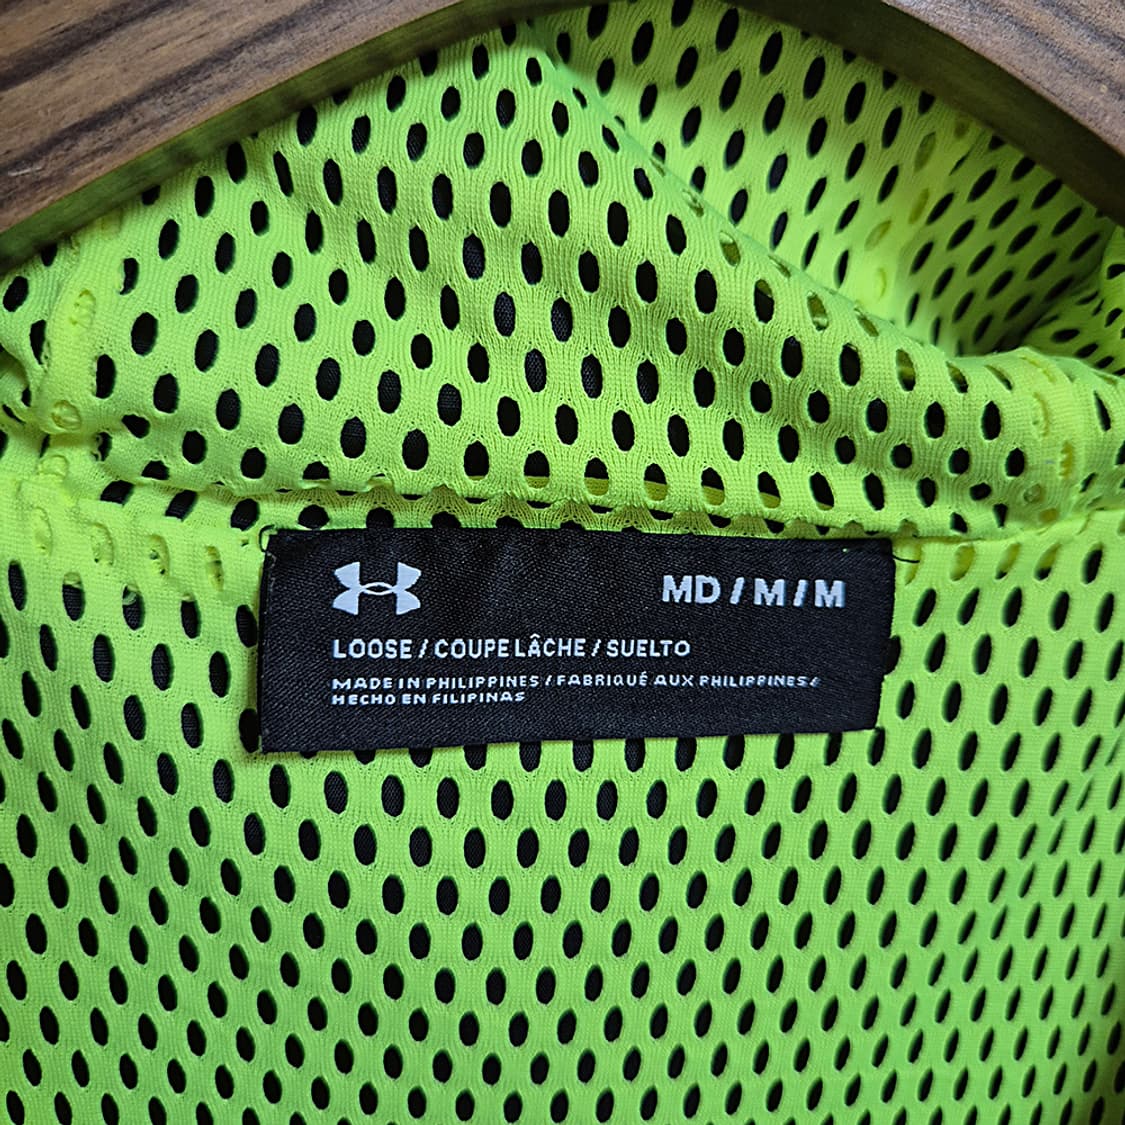 MD / M / M
LOOSE / COUPE LÂCHE / SUELTO
MADE IN PHILIPPINES / FABRIQUÉ AUX PHILIPPINES /
HECHO EN FILIPINAS